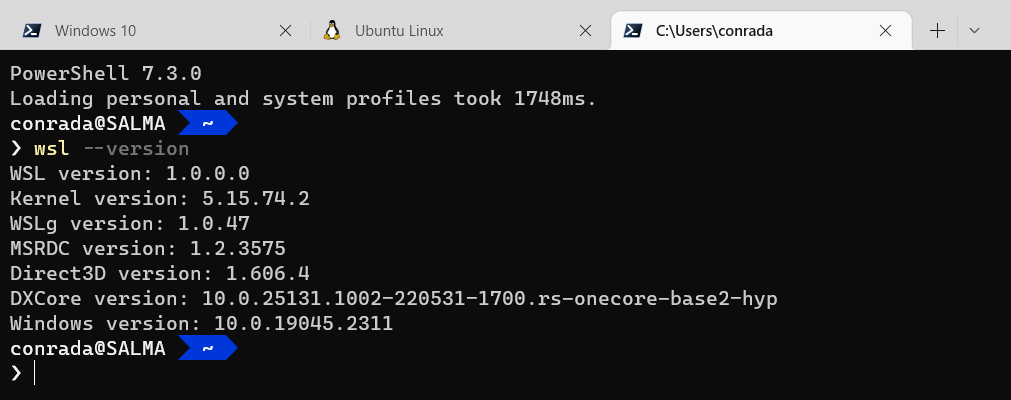 Windows 10
Ubuntu Linux
C:\Users\conrada
PowerShell 7.3.0
Loading personal and system profiles took 1748ms.
conrada@SALMA ~
❯ wsl --version
WSL version: 1.0.0.0
Kernel version: 5.15.74.2
WSLg version: 1.0.47
MSRDC version: 1.2.3575
Direct3D version: 1.606.4
DXCore version: 10.0.25131.1002-220531-1700.rs-onecore-base2-hyp
Windows version: 10.0.19045.2311
conrada@SALMA ~
❯